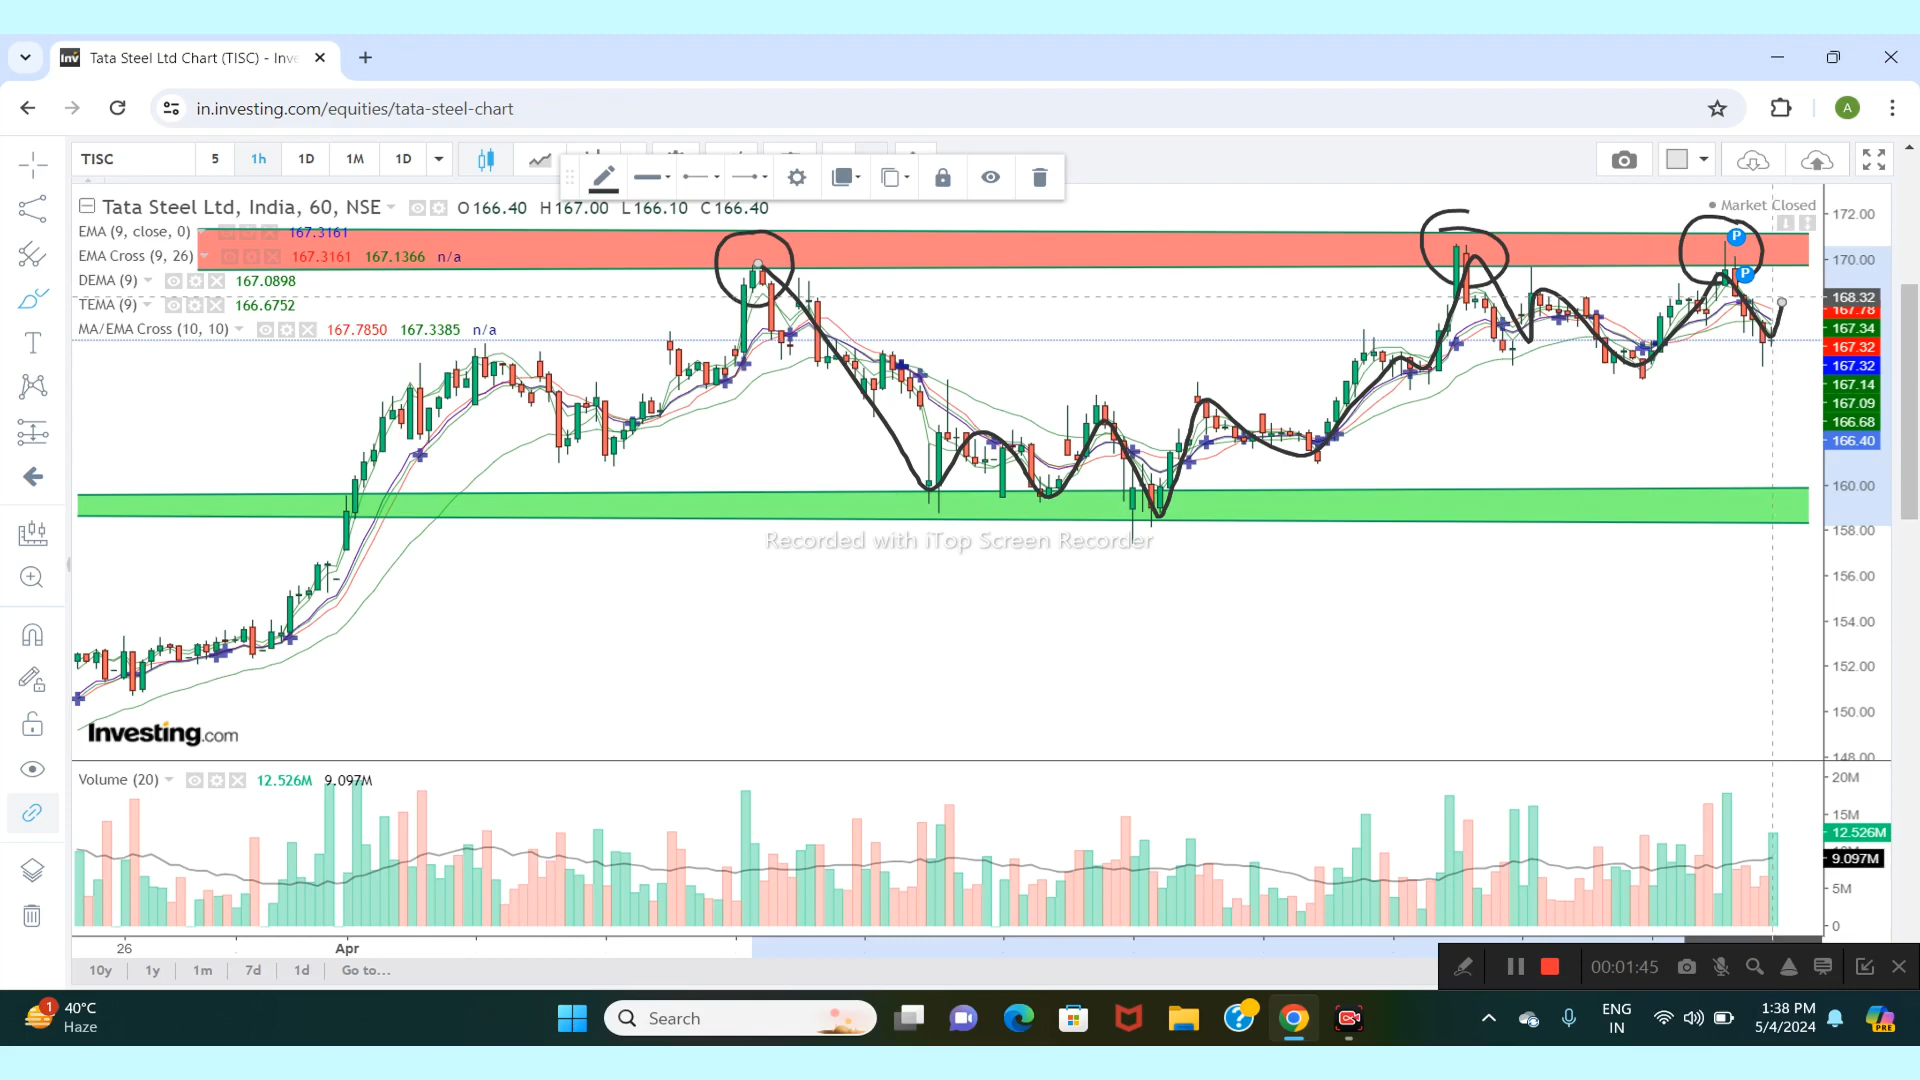 Tata Steel Ltd Chart (TISC) - Inve
in.investing.com/equities/tata-steel-chart
A
TISC 5 1h 1D 1M 1D
Tata Steel Ltd, India, 60, NSE O166.40 H167.00 L166.10 C166.40
Market Closed
EMA (9, close, 0) 167.3161
EMA Cross (9, 26) 167.3161 167.1366 n/a
DEMA (9) 167.0898
TEMA (9) 166.6752
MA/EMA Cross (10, 10) 167.7850 167.3385 n/a
P
P
172.00
170.00
168.32
167.78
167.34
167.32
167.32
167.14
167.09
166.68
166.40
160.00
158.00
156.00
154.00
152.00
150.00
148.00
Recorded with iTop Screen Recorder
Investing.com
Volume (20) 12.526M 9.097M
20M
15M
12.526M
9.097M
5M
0
26 Apr
10y 1y 1m 7d 1d Go to...
00:01:45
1
40°C
Haze
Search
ENG
IN
1:38 PM
5/4/2024
PRE